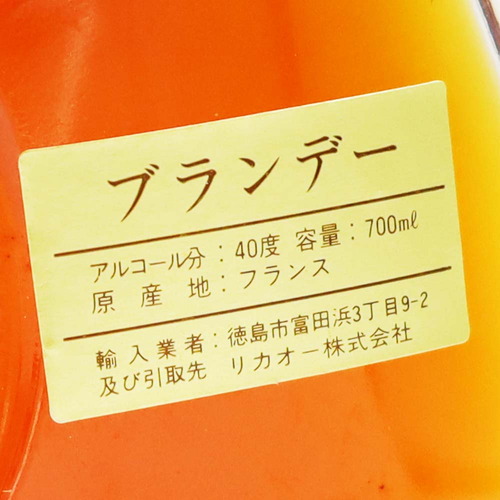 ブランデー
アルコール分：40度 容量：700mℓ
原産地：フランス
輸入業者：徳島市富田浜3丁目9-2
及び引取先 リカオー株式会社